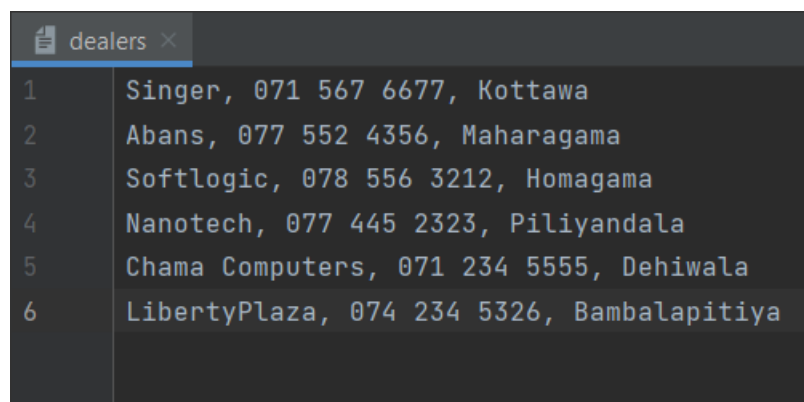 dealers
1 Singer, 071 567 6677, Kottawa
2 Abans, 077 552 4356, Maharagama
3 Softlogic, 078 556 3212, Homagama
4 Nanotech, 077 445 2323, Piliyandala
5 Chama Computers, 071 234 5555, Dehiwala
6 LibertyPlaza, 074 234 5326, Bambalapitiya